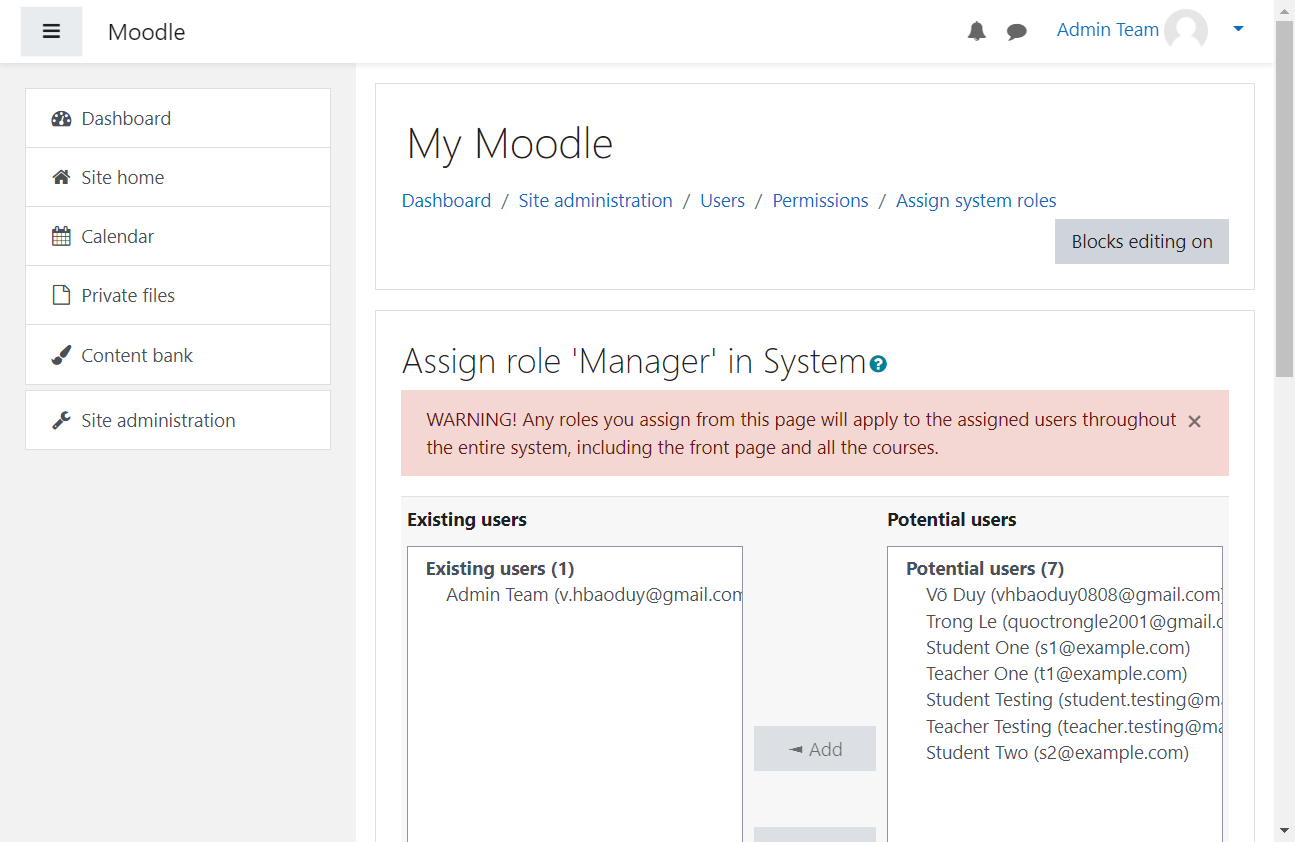 Moodle
Admin Team
Dashboard
Site home
Calendar
Private files
Content bank
Site administration
My Moodle
Dashboard / Site administration / Users / Permissions / Assign system roles
Blocks editing on
Assign role 'Manager' in System
WARNING! Any roles you assign from this page will apply to the assigned users throughout
the entire system, including the front page and all the courses.
Existing users
Existing users (1)
Admin Team (v.hbaoduy@gmail.com
◄ Add
Potential users
Potential users (7)
Võ Duy (vhbaoduy0808@gmail.com)
Trong Le (quoctrongle2001@gmail.c
Student One (s1@example.com)
Teacher One (t1@example.com)
Student Testing (student.testing@ma
Teacher Testing (teacher.testing@ma
Student Two (s2@example.com)